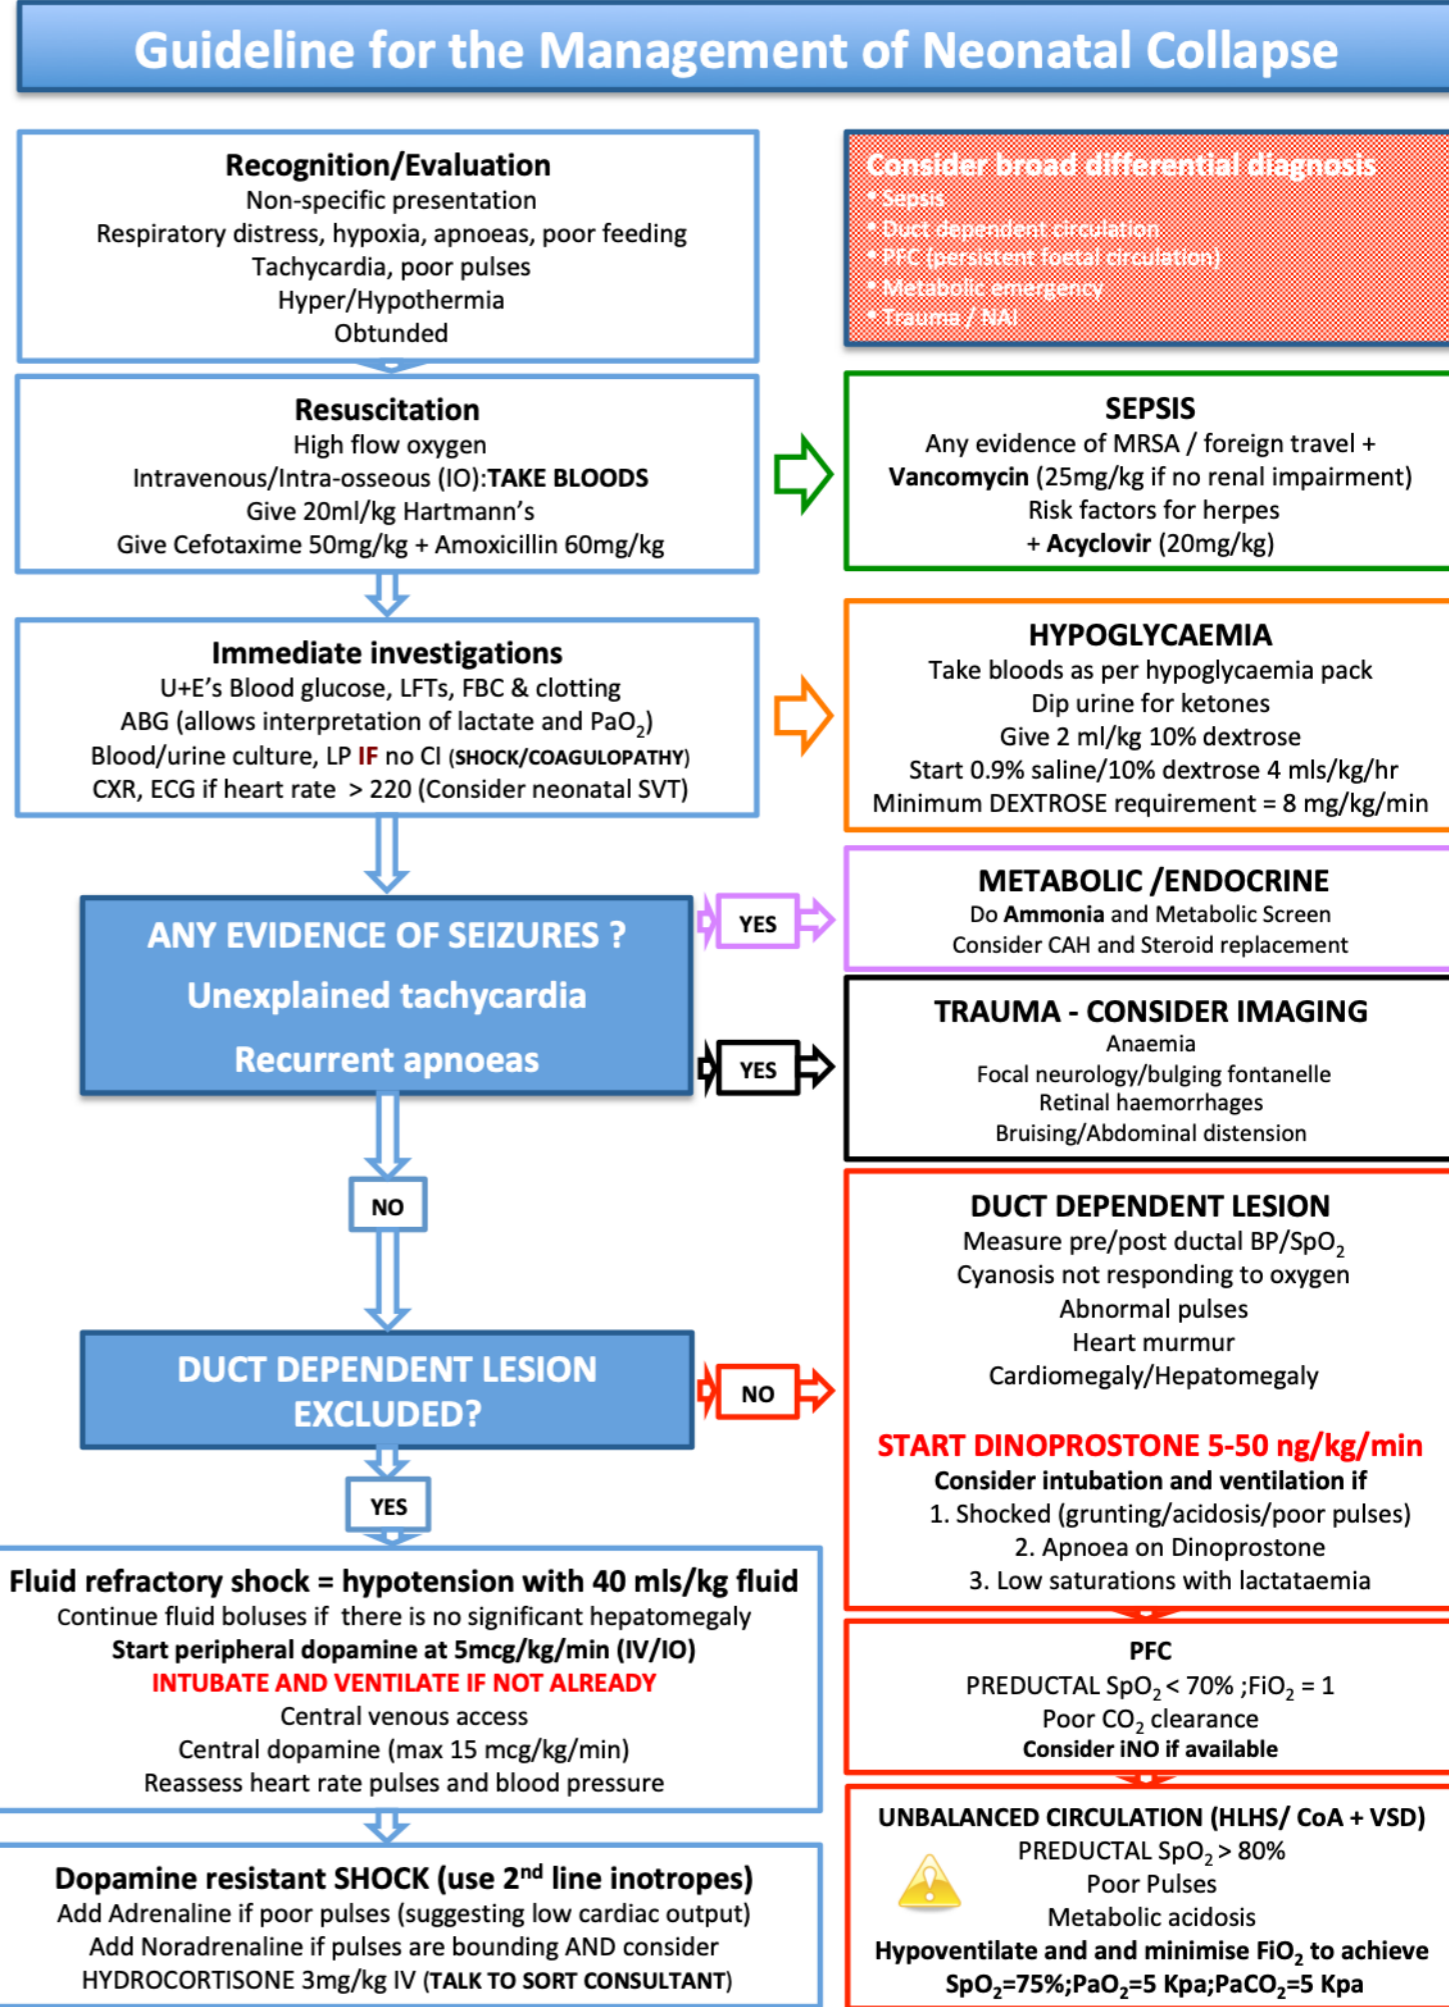 Guideline for the Management of Neonatal Collapse
Recognition/Evaluation
Non-specific presentation
Respiratory distress, hypoxia, apnoeas, poor feeding
Tachycardia, poor pulses
Hyper/Hypothermia
Obtunded
Consider broad differential diagnosis
• Sepsis
• Duct dependent circulation
• PFC (persistent foetal circulation)
• Metabolic emergency
• Trauma / NAI
Resuscitation
High flow oxygen
Intravenous/Intra-osseous (IO):TAKE BLOODS
Give 20ml/kg Hartmann's
Give Cefotaxime 50mg/kg + Amoxicillin 60mg/kg
SEPSIS
Any evidence of MRSA / foreign travel +
Vancomycin (25mg/kg if no renal impairment)
Risk factors for herpes
+ Acyclovir (20mg/kg)
Immediate investigations
U+E's Blood glucose, LFTs, FBC & clotting
ABG (allows interpretation of lactate and PaO₂)
Blood/urine culture, LP IF no CI (SHOCK/COAGULOPATHY)
CXR, ECG if heart rate > 220 (Consider neonatal SVT)
HYPOGLYCAEMIA
Take bloods as per hypoglycaemia pack
Dip urine for ketones
Give 2 ml/kg 10% dextrose
Start 0.9% saline/10% dextrose 4 mls/kg/hr
Minimum DEXTROSE requirement = 8 mg/kg/min
ANY EVIDENCE OF SEIZURES ?
Unexplained tachycardia
Recurrent apnoeas
YES
METABOLIC /ENDOCRINE
Do Ammonia and Metabolic Screen
Consider CAH and Steroid replacement
YES
TRAUMA - CONSIDER IMAGING
Anaemia
Focal neurology/bulging fontanelle
Retinal haemorrhages
Bruising/Abdominal distension
NO
DUCT DEPENDENT LESION
EXCLUDED?
NO
DUCT DEPENDENT LESION
Measure pre/post ductal BP/SpO₂
Cyanosis not responding to oxygen
Abnormal pulses
Heart murmur
Cardiomegaly/Hepatomegaly
START DINOPROSTONE 5-50 ng/kg/min
Consider intubation and ventilation if
1. Shocked (grunting/acidosis/poor pulses)
2. Apnoea on Dinoprostone
3. Low saturations with lactataemia
YES
Fluid refractory shock = hypotension with 40 mls/kg fluid
Continue fluid boluses if there is no significant hepatomegaly
Start peripheral dopamine at 5mcg/kg/min (IV/IO)
INTUBATE AND VENTILATE IF NOT ALREADY
Central venous access
Central dopamine (max 15 mcg/kg/min)
Reassess heart rate pulses and blood pressure
PFC
PREDUCTAL SpO₂ < 70% ;FiO₂ = 1
Poor CO₂ clearance
Consider iNO if available
Dopamine resistant SHOCK (use 2nd line inotropes)
Add Adrenaline if poor pulses (suggesting low cardiac output)
Add Noradrenaline if pulses are bounding AND consider
HYDROCORTISONE 3mg/kg IV (TALK TO SORT CONSULTANT)
UNBALANCED CIRCULATION (HLHS/ CoA + VSD)
PREDUCTAL SpO₂ > 80%
Poor Pulses
Metabolic acidosis
Hypoventilate and and minimise FiO₂ to achieve
SpO₂=75%;PaO₂=5 Kpa;PaCO₂=5 Kpa